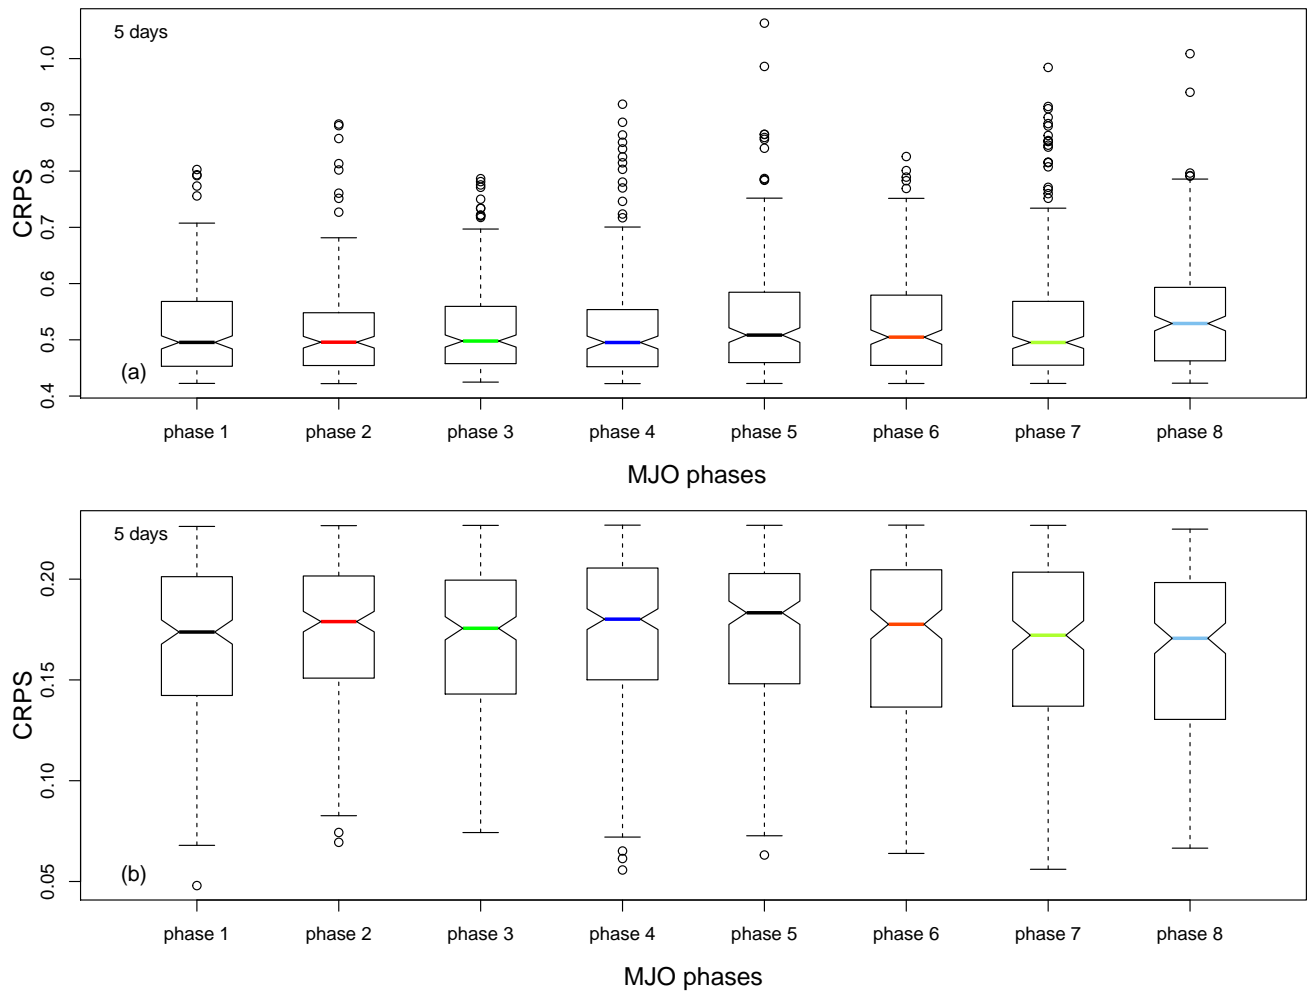 5 days
CRPS
1.0
0.9
0.8
0.7
0.6
0.5
0.4
(a)
phase 1 phase 2 phase 3 phase 4 phase 5 phase 6 phase 7 phase 8
MJO phases
5 days
CRPS
0.20
0.15
0.10
0.05
(b)
phase 1 phase 2 phase 3 phase 4 phase 5 phase 6 phase 7 phase 8
MJO phases